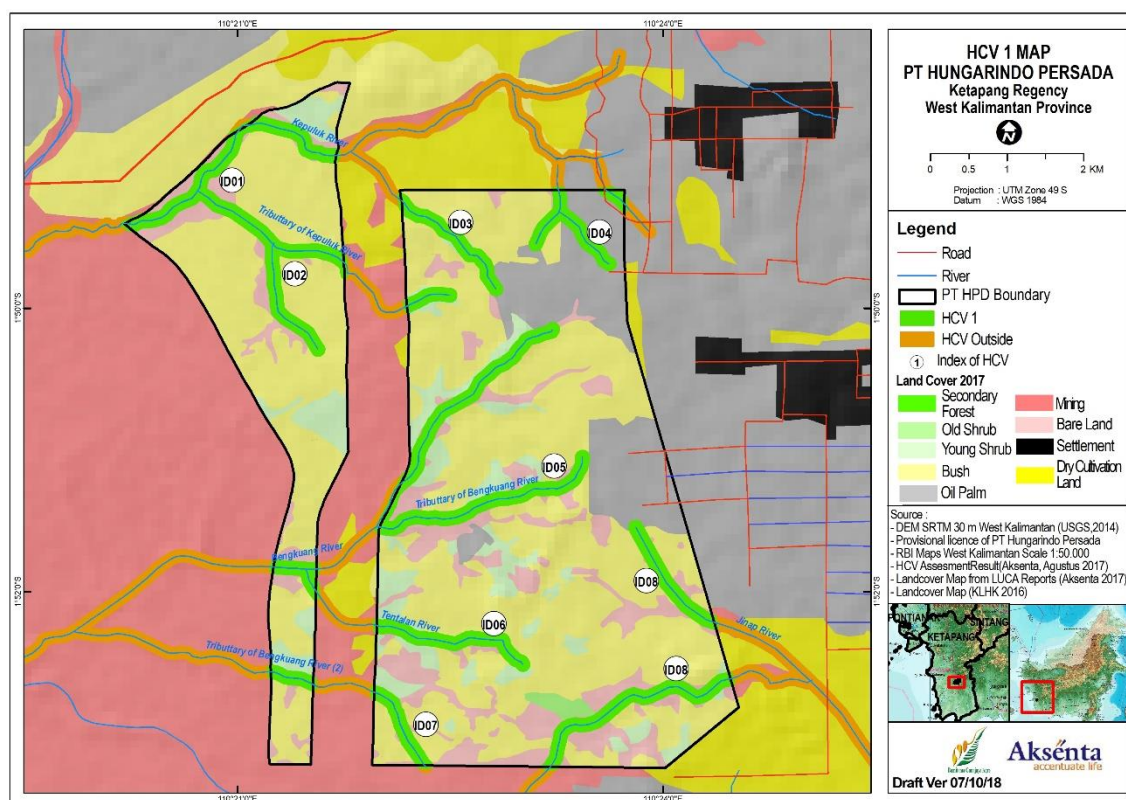 110°21'0"E
110°24'0"E
1°50'0"S
1°50'0"S
1°52'0"S
1°52'0"S
110°21'0"E
110°24'0"E
Kepuluk River
ID01
Tributtary of Kepuluk River
ID02
ID03
ID04
ID05
Tributtary of Bengkuang River
Bengkuang River
ID08
Tentalan River
ID06
Jinap River
Tributtary of Bengkuang River (2)
ID08
ID07
HCV 1 MAP
PT HUNGARINDO PERSADA
Ketapang Regency
West Kalimantan Province
N
0 0.5 1 2 KM
Projection : UTM Zone 49 S
Datum : WGS 1984
Legend
Road
River
PT HPD Boundary
HCV 1
HCV Outside
1 Index of HCV
Land Cover 2017
Secondary
Forest
Old Shrub
Young Shrub
Bush
Oil Palm
Mining
Bare Land
Settlement
Dry Cultivation
Land
Source :
- DEM SRTM 30 m West Kalimantan (USGS,2014)
- Provisional licence of PT Hungarindo Persada
- RBI Maps West Kalimantan Scale 1:50.000
- HCV AssesmentResult(Aksenta, Agustus 2017)
- Landcover Map from LUCA Reports (Aksenta 2017)
- Landcover Map (KLHK 2016)
PONTIANAK
SINTANG
KETAPANG
Aksenta
accentuate life
Draft Ver 07/10/18